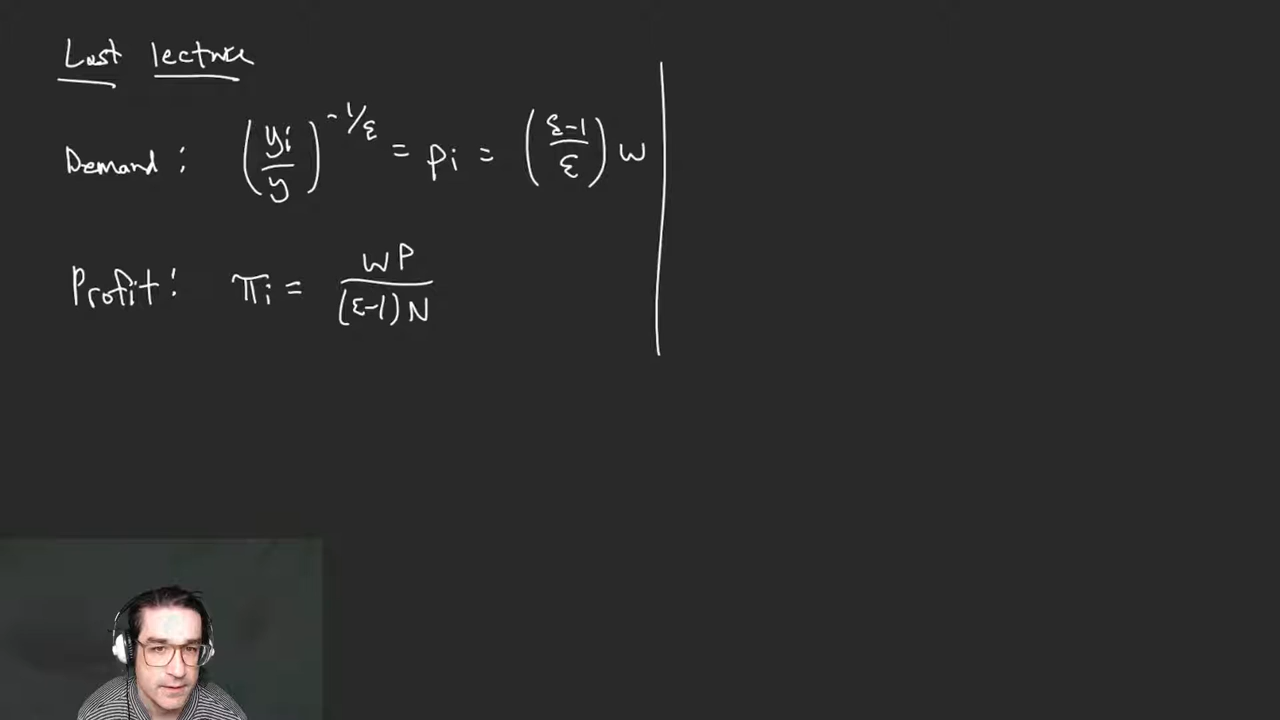 Last lecture
Demand: (yi/y)^-1/ε = pi = (ε-1/ε) w
Profit: πi = wP/(ε-1)N